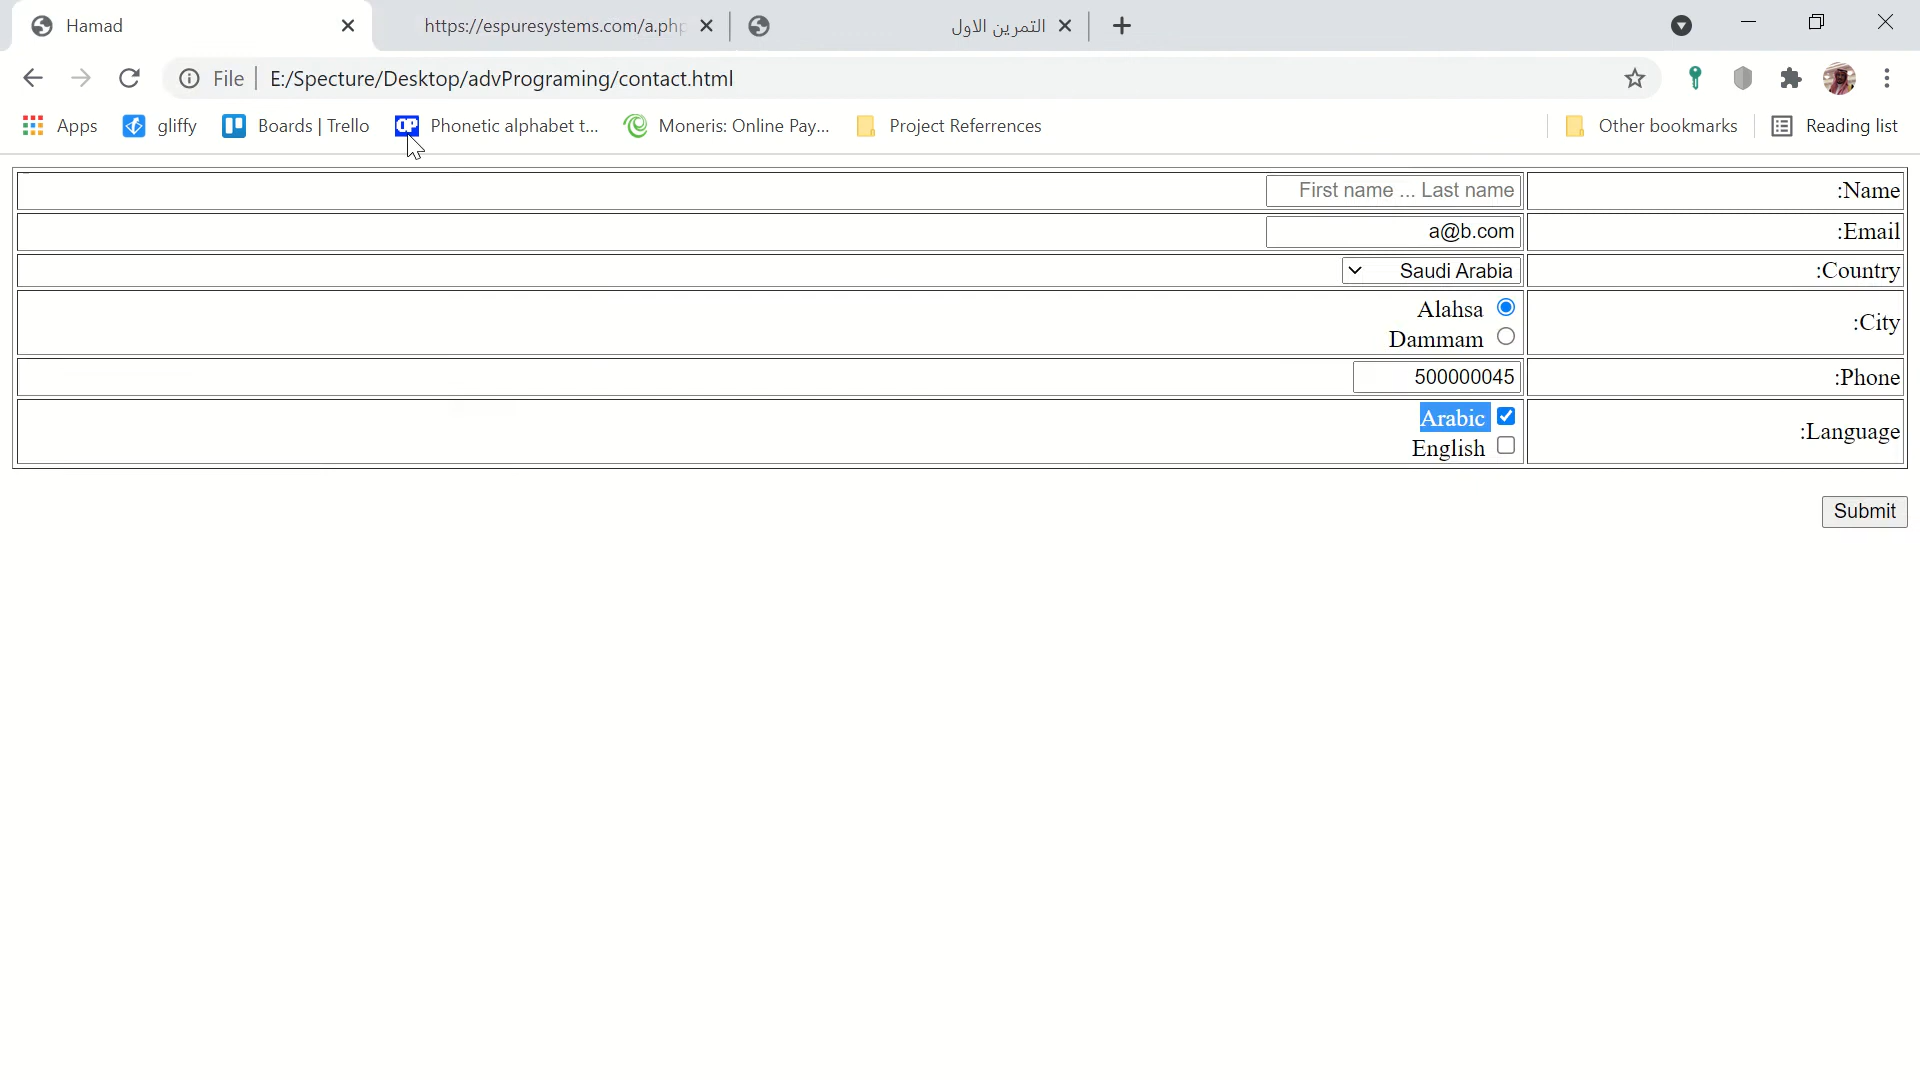 Hamad
https://espuresystems.com/a.php
التمرين الاول
File
E:/Specture/Desktop/advPrograming/contact.html
Apps
gliffy
Boards | Trello
OP
Phonetic alphabet t...
Moneris: Online Pay...
Project Referrences
Other bookmarks
Reading list
:Name
First name ... Last name
:Email
a@b.com
:Country
Saudi Arabia
:City
Alahsa
Dammam
:Phone
500000045
:Language
Arabic
English
Submit